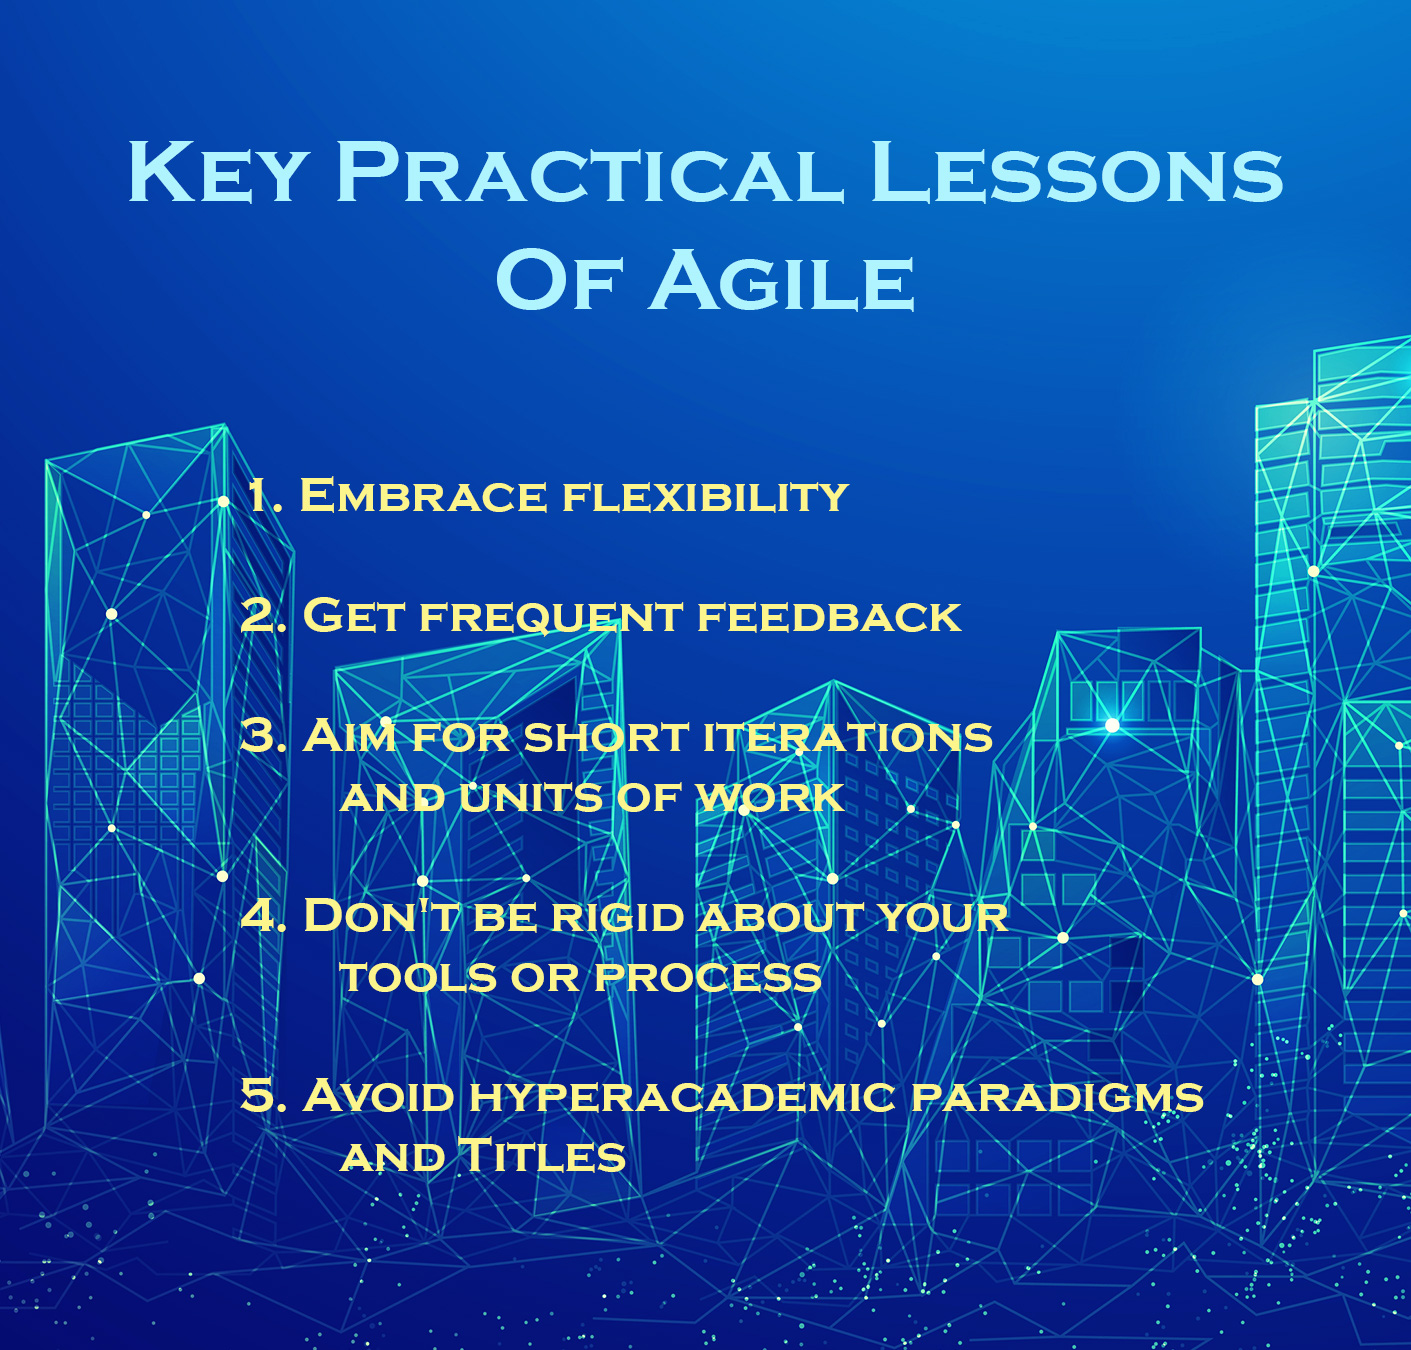 Key Practical Lessons
Of Agile
1. Embrace flexibility
2. Get frequent feedback
3. Aim for short iterations
and units of work
4. Don't be rigid about your
tools or process
5. Avoid hyperacademic paradigms
and Titles